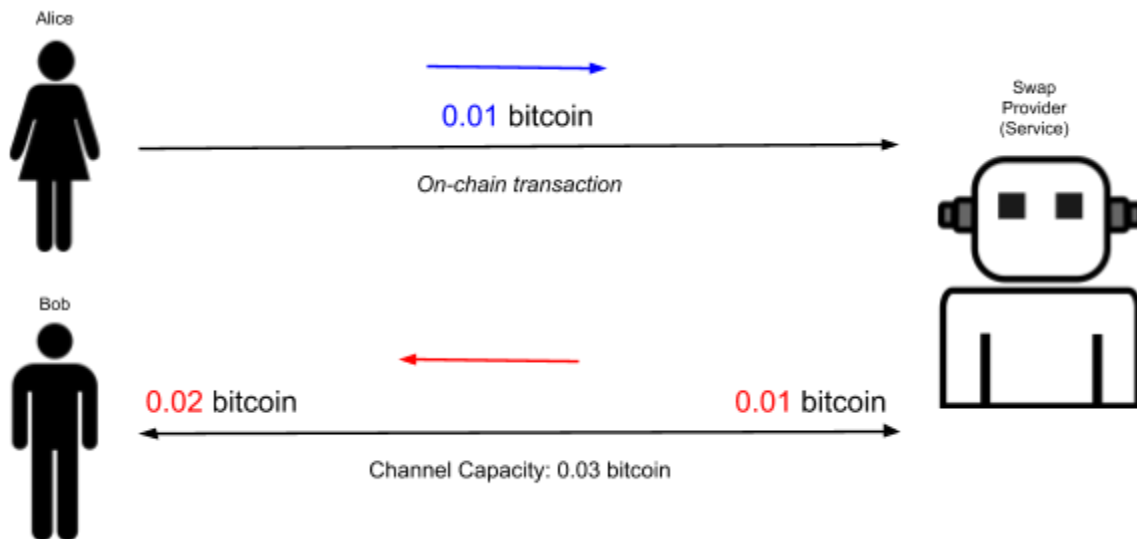 Alice
0.01 bitcoin
On-chain transaction
Swap
Provider
(Service)
Bob
0.02 bitcoin
0.01 bitcoin
Channel Capacity: 0.03 bitcoin